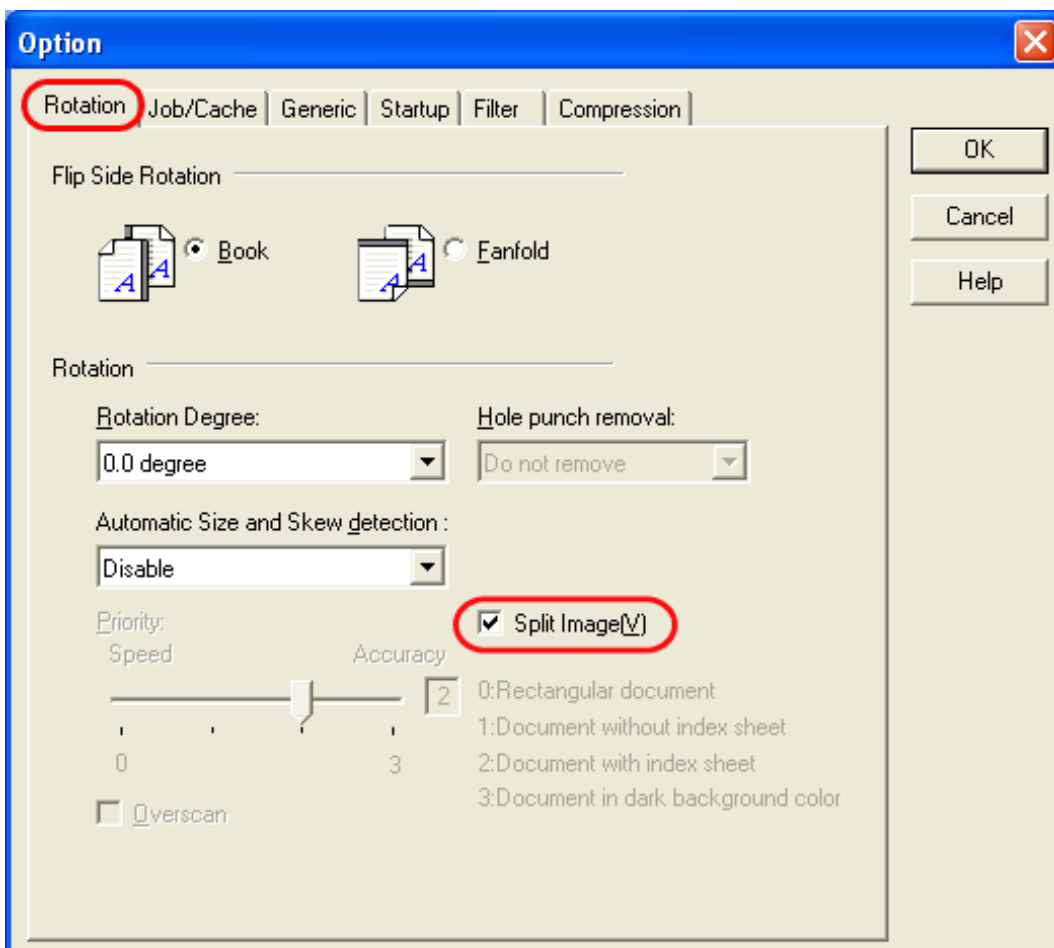 Option
Rotation Job/Cache Generic Startup Filter Compression
OK
Cancel
Help
Flip Side Rotation
A A Book A A Fanfold
Rotation
Rotation Degree: Hole punch removal:
0.0 degree Do not remove
Automatic Size and Skew detection :
Disable
Priority: Split Image(V)
Speed Accuracy
2 0:Rectangular document
1:Document without index sheet
0 3 2:Document with index sheet
3:Document in dark background color
Overscan